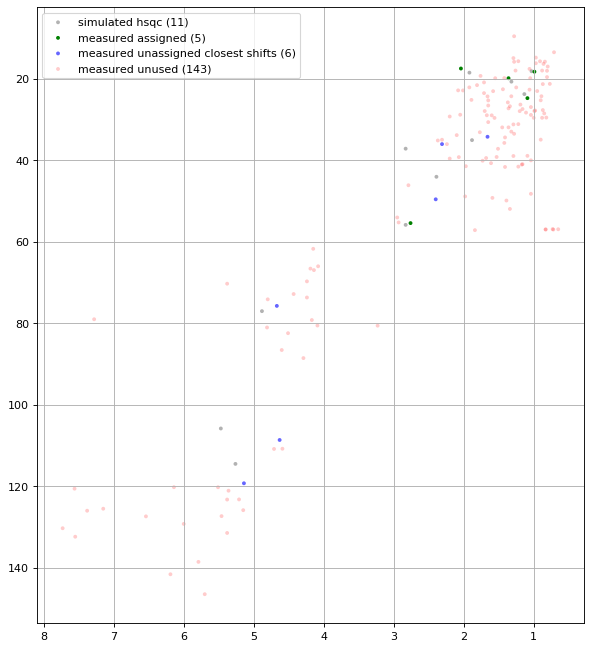 simulated hsqc (11)
measured assigned (5)
measured unassigned closest shifts (6)
measured unused (143)
20
40
60
80
100
120
140
8 7 6 5 4 3 2 1